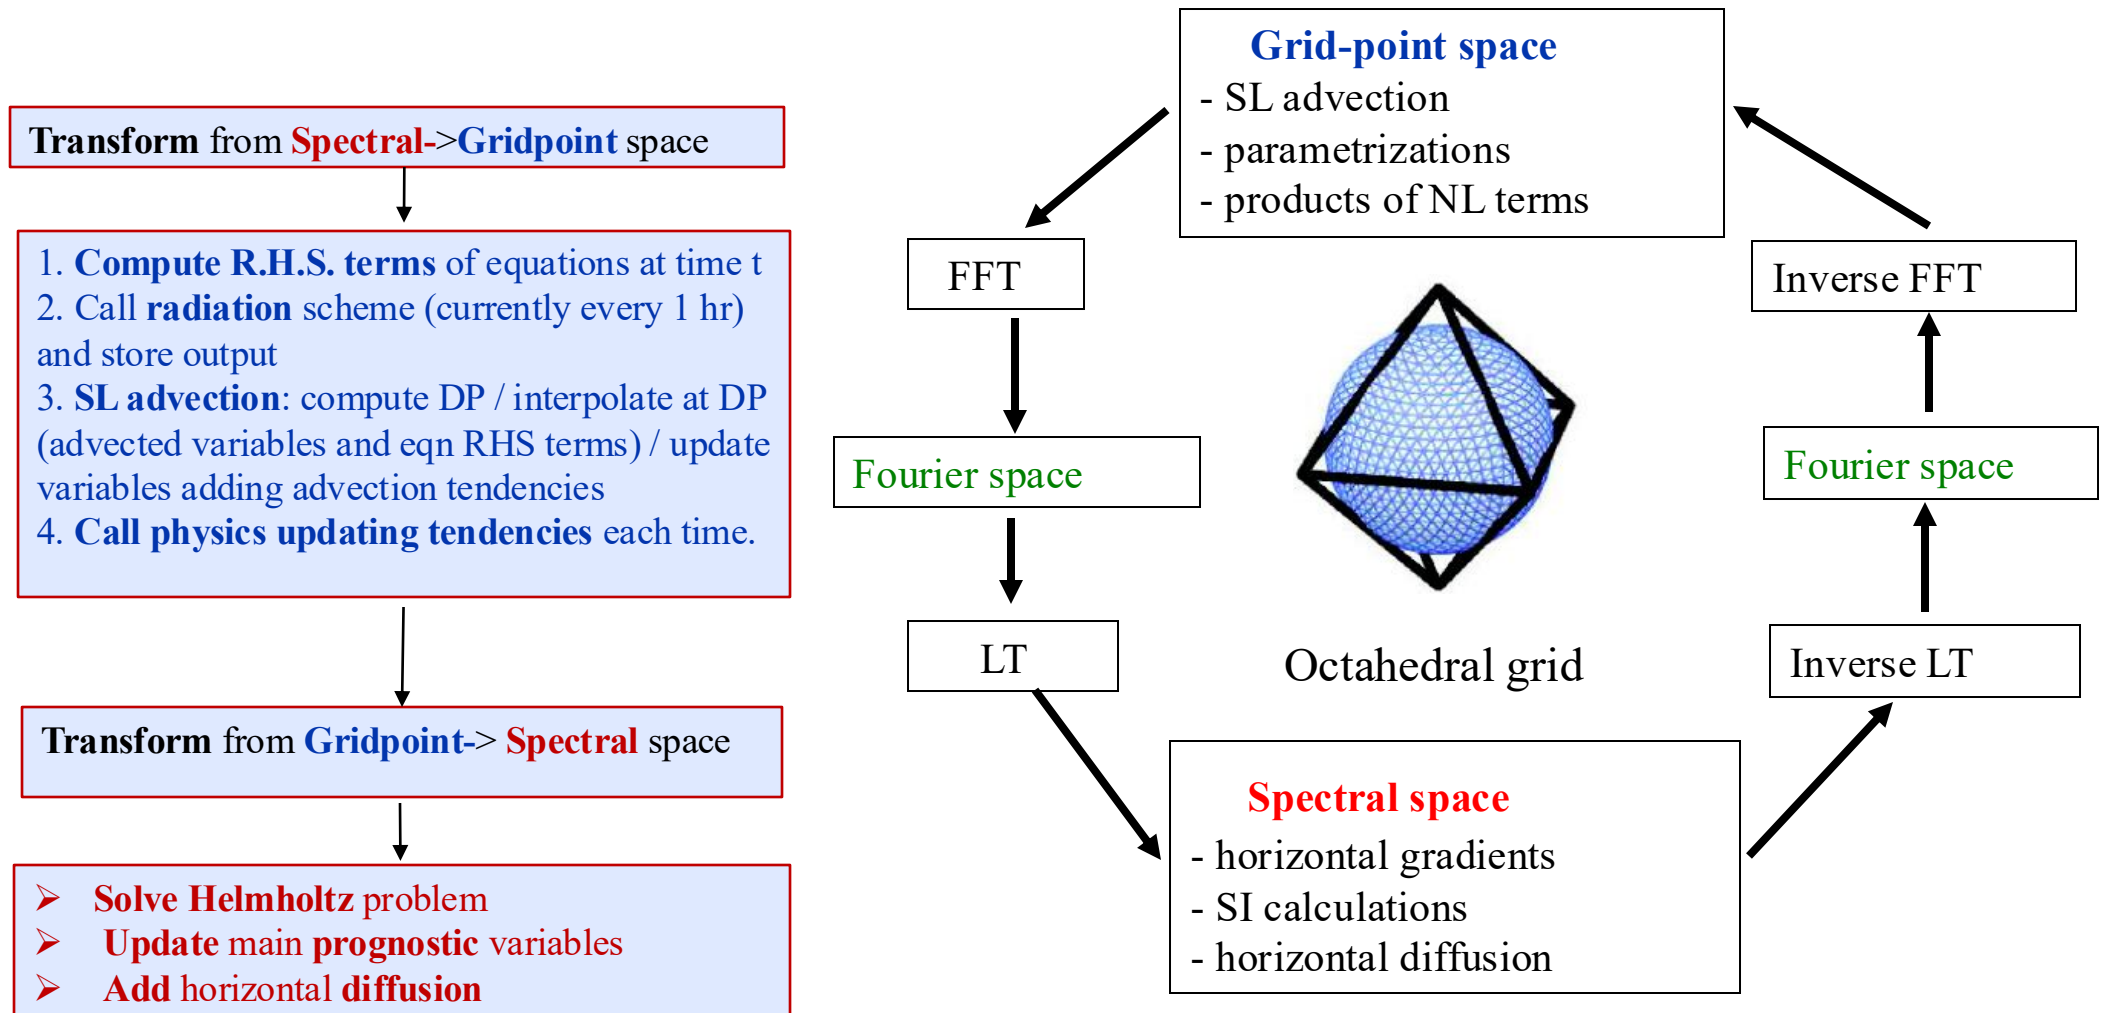 Transform from Spectral->Gridpoint space
1. Compute R.H.S. terms of equations at time t
2. Call radiation scheme (currently every 1 hr)
and store output
3. SL advection: compute DP / interpolate at DP
(advected variables and eqn RHS terms) / update
variables adding advection tendencies
4. Call physics updating tendencies each time.
Transform from Gridpoint-> Spectral space
➢ Solve Helmholtz problem
➢ Update main prognostic variables
➢ Add horizontal diffusion
Grid-point space
- SL advection
- parametrizations
- products of NL terms
FFT
Fourier space
LT
Spectral space
- horizontal gradients
- SI calculations
- horizontal diffusion
Inverse LT
Fourier space
Inverse FFT
Octahedral grid